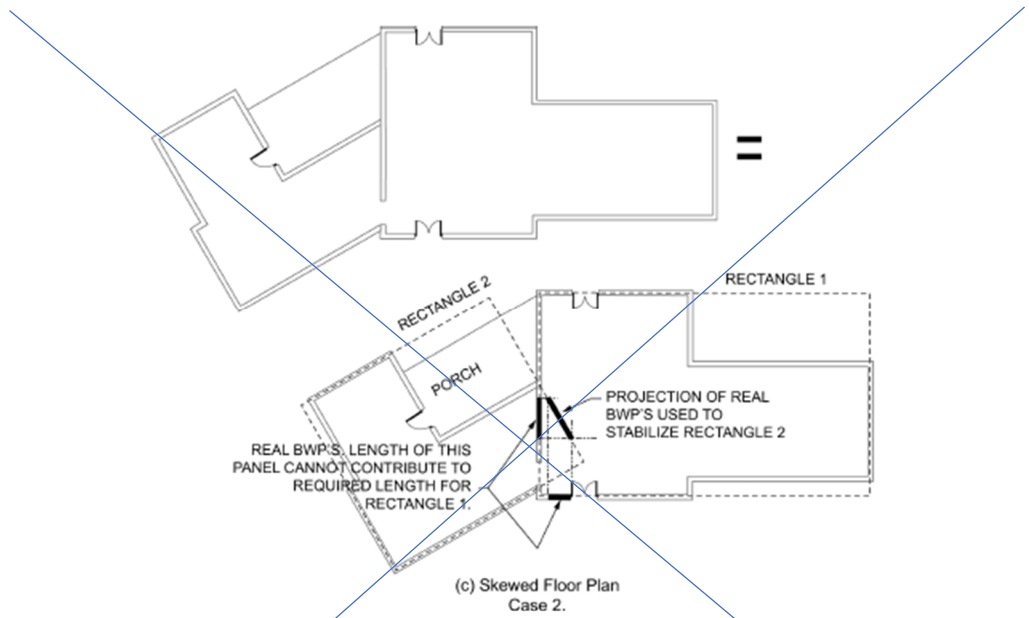 =
RECTANGLE 1
RECTANGLE 2
PORCH
PROJECTION OF REAL
BWP'S USED TO
STABILIZE RECTANGLE 2
REAL BWP'S, LENGTH OF THIS
PANEL CANNOT CONTRIBUTE TO
REQUIRED LENGTH FOR
RECTANGLE 1.
(c) Skewed Floor Plan
Case 2.